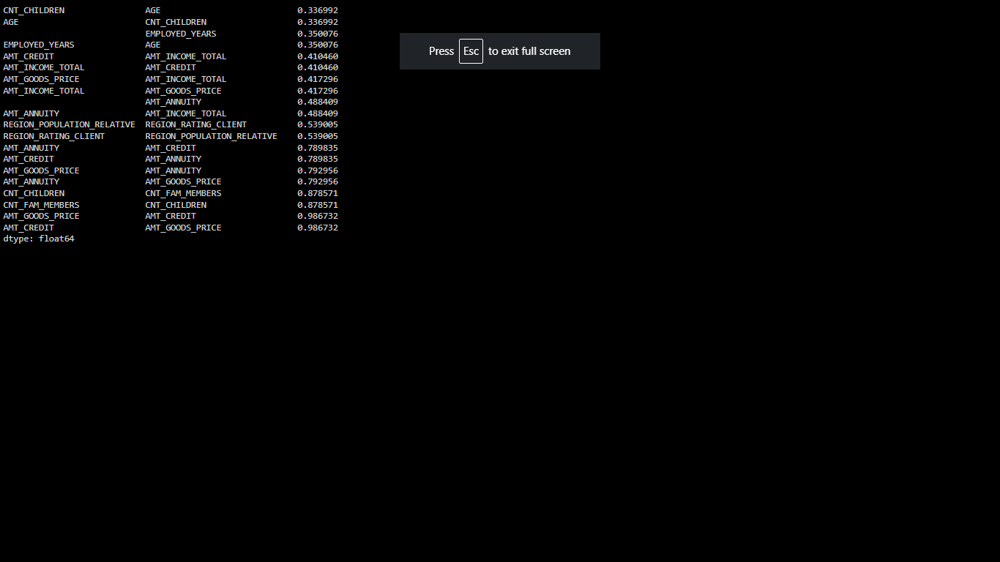 CNT_CHILDREN                AGE                           0.336992
AGE                         CNT_CHILDREN                  0.336992
                            EMPLOYED_YEARS                0.350076
EMPLOYED_YEARS              AGE                           0.350076
AMT_CREDIT                  AMT_INCOME_TOTAL              0.410460
AMT_INCOME_TOTAL            AMT_CREDIT                    0.410460
AMT_GOODS_PRICE             AMT_INCOME_TOTAL              0.417296
AMT_INCOME_TOTAL            AMT_GOODS_PRICE               0.417296
                            AMT_ANNUITY                   0.488409
AMT_ANNUITY                 AMT_INCOME_TOTAL              0.488409
REGION_POPULATION_RELATIVE  REGION_RATING_CLIENT          0.539005
REGION_RATING_CLIENT        REGION_POPULATION_RELATIVE    0.539005
AMT_ANNUITY                 AMT_CREDIT                    0.789835
AMT_CREDIT                  AMT_ANNUITY                   0.789835
AMT_GOODS_PRICE             AMT_ANNUITY                   0.792956
AMT_ANNUITY                 AMT_GOODS_PRICE               0.792956
CNT_CHILDREN                CNT_FAM_MEMBERS               0.878571
CNT_FAM_MEMBERS             CNT_CHILDREN                  0.878571
AMT_GOODS_PRICE             AMT_CREDIT                    0.986732
AMT_CREDIT                  AMT_GOODS_PRICE               0.986732
dtype: float64
Press Esc to exit full screen